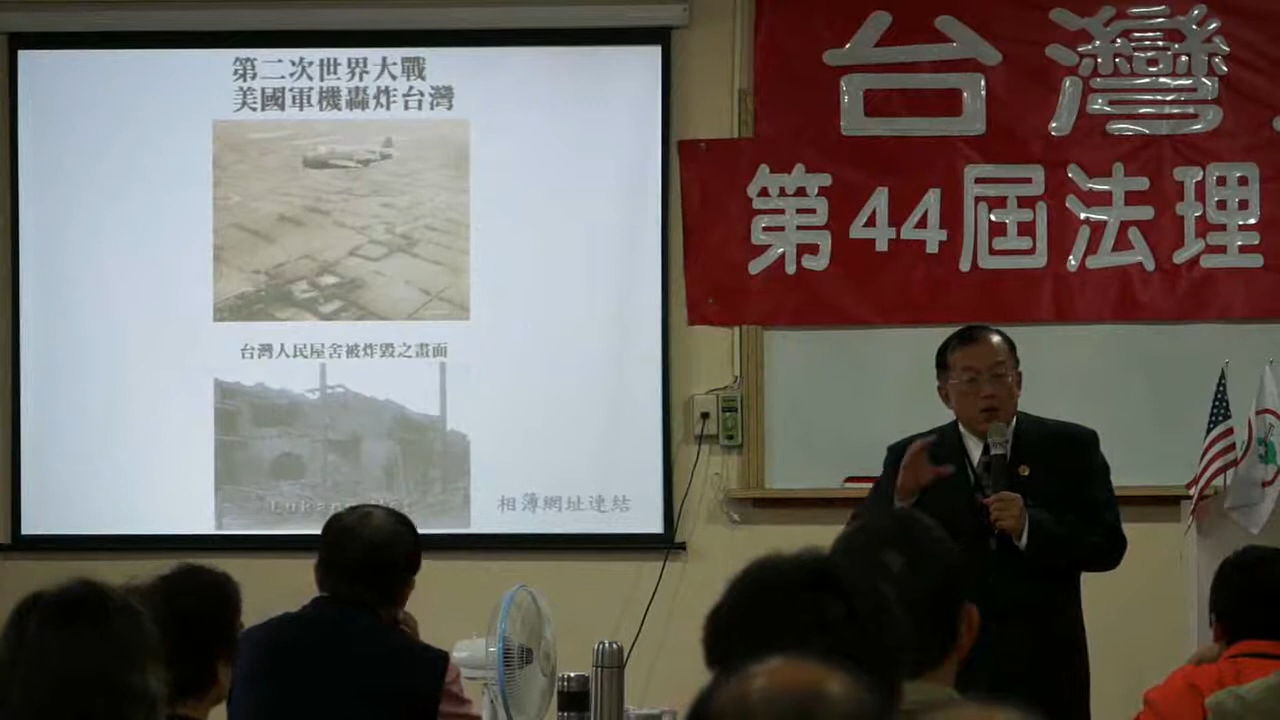 第二次世界大戰
美國軍機轟炸台灣
台灣人民屋舍被炸毀之畫面
相薄網址連結
台灣
第44屆法理